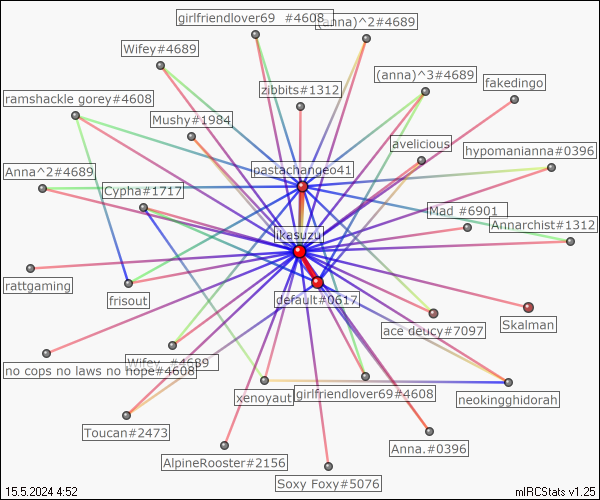 girlfriendlover69 #4608
(anna)^2#4689
Wifey#4689
(anna)^3#4689
fakedingo
zibbits#1312
ramshackle gorey#4608
Mushy#1984
avelicious
hypomanianna#0396
pastachangeo41
Anna^2#4689
Cypha#1717
Mad #6901
Annarchist#1312
ikasuzu
rattgaming
frisout
default#0617
Skalman
ace deucy#7097
Wifey #4689
no cops no laws no hope#4608
xenoyaut
girlfriendlover69#4608
neokingghidorah
Toucan#2473
Anna.#0396
AlpineRooster#2156
Soxy Foxy#5076
15.5.2024 4:52
mIRCStats v1.25